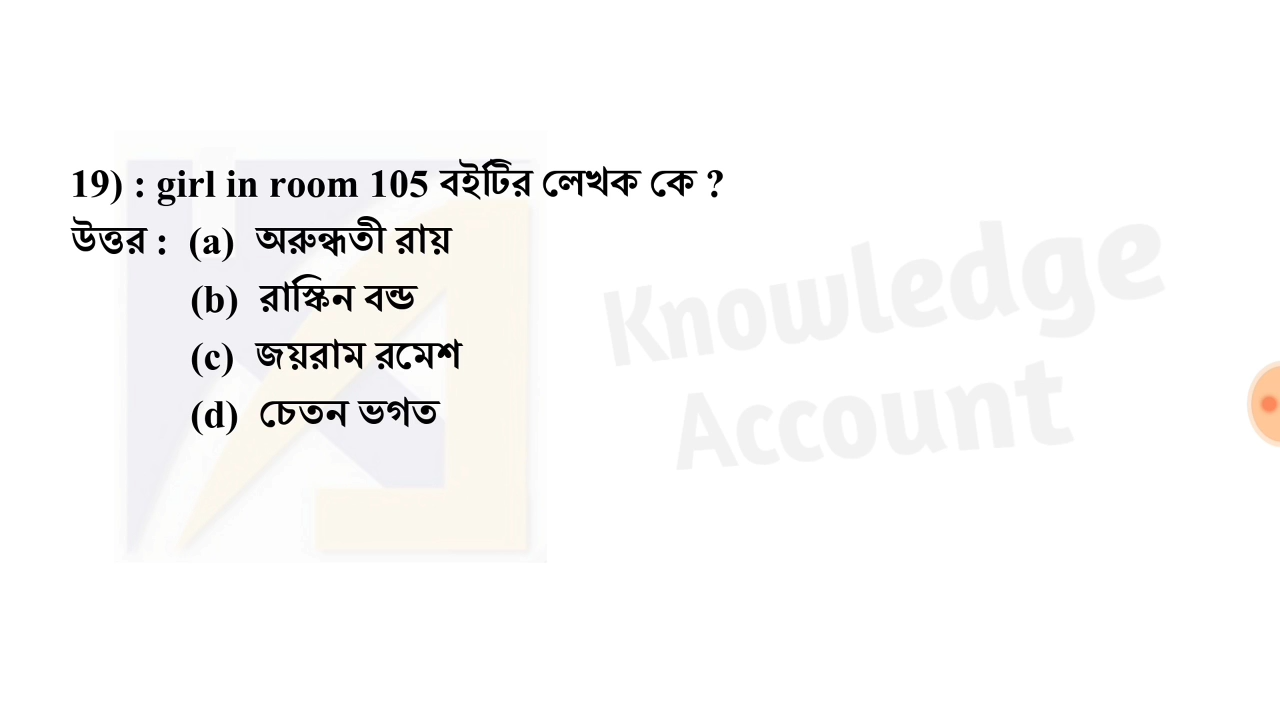 19) : girl in room 105 বইটির লেখক কে ?
উত্তর : (a) অরুন্ধতী রায়
(b) রাস্কিন বন্ড
(c) জয়রাম রমেশ
(d) চেতন ভগত
Knowledge
Account